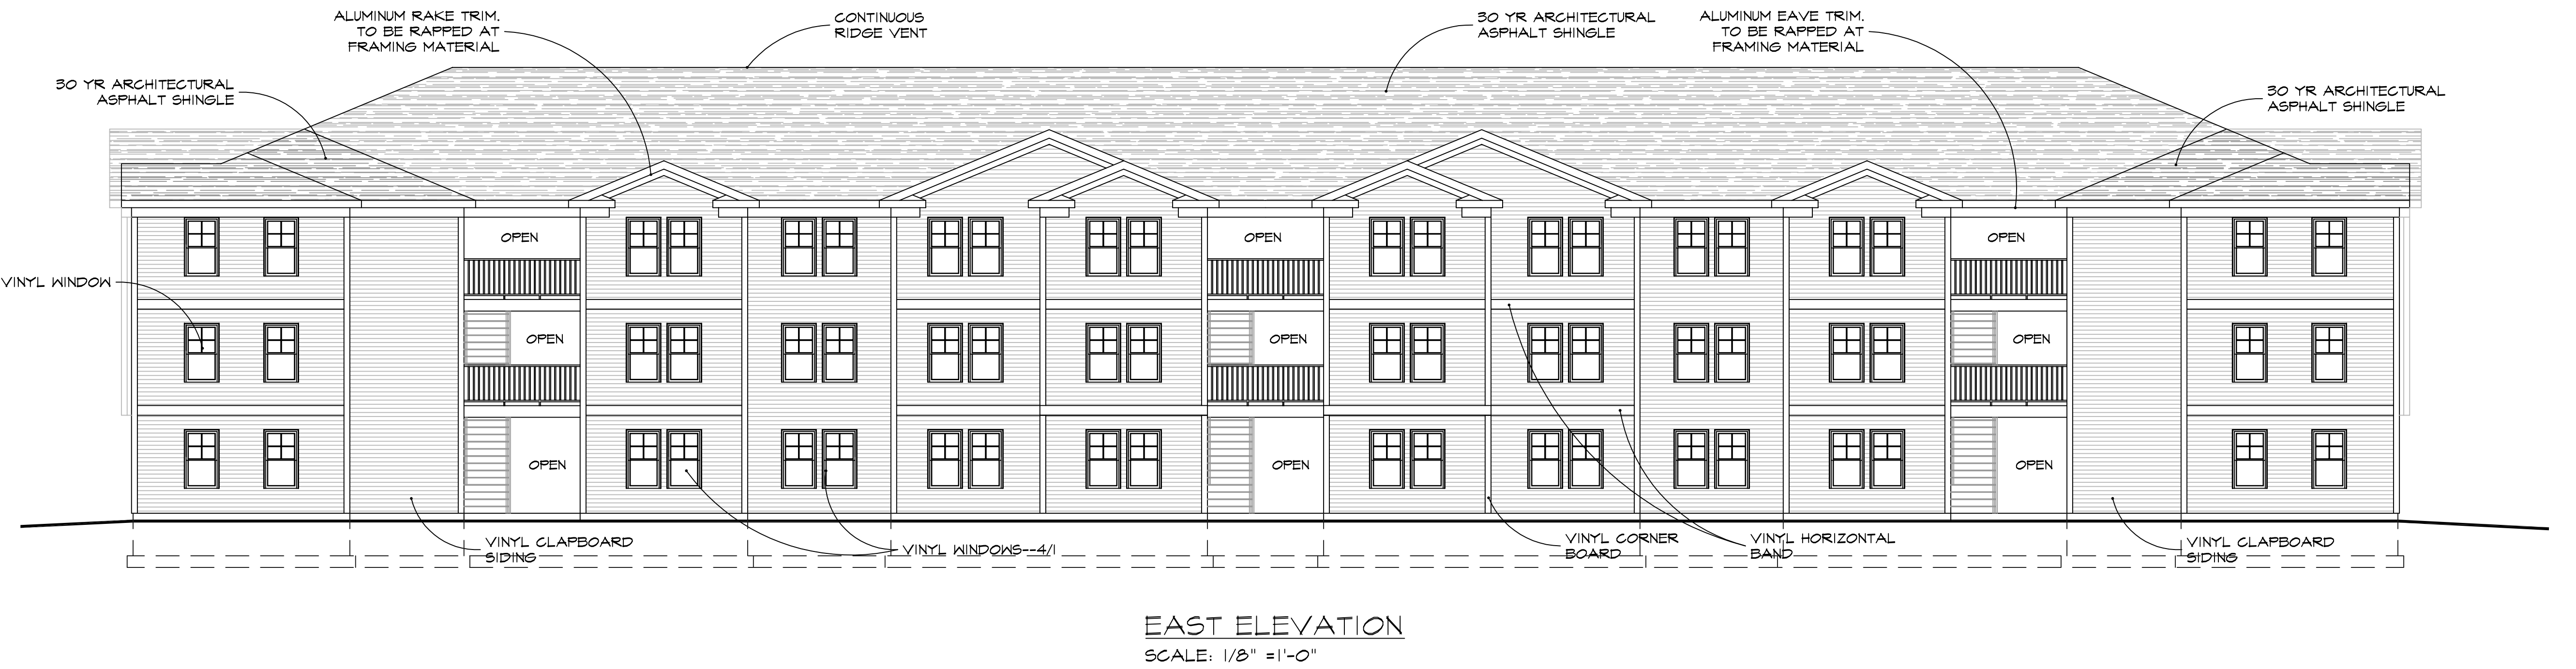 ALUMINUM RAKE TRIM.
TO BE RAPPED AT
FRAMING MATERIAL
CONTINUOUS
RIDGE VENT
30 YR ARCHITECTURAL
ASPHALT SHINGLE
ALUMINUM EAVE TRIM.
TO BE RAPPED AT
FRAMING MATERIAL
30 YR ARCHITECTURAL
ASPHALT SHINGLE
30 YR ARCHITECTURAL
ASPHALT SHINGLE
OPEN
OPEN
OPEN
VINYL WINDOW
OPEN
OPEN
OPEN
OPEN
OPEN
OPEN
VINYL CLAPBOARD
SIDING
VINYL WINDOWS--4/1
VINYL CORNER
BOARD
VINYL HORIZONTAL
BAND
VINYL CLAPBOARD
SIDING
EAST ELEVATION
SCALE: 1/8" =1'-0"